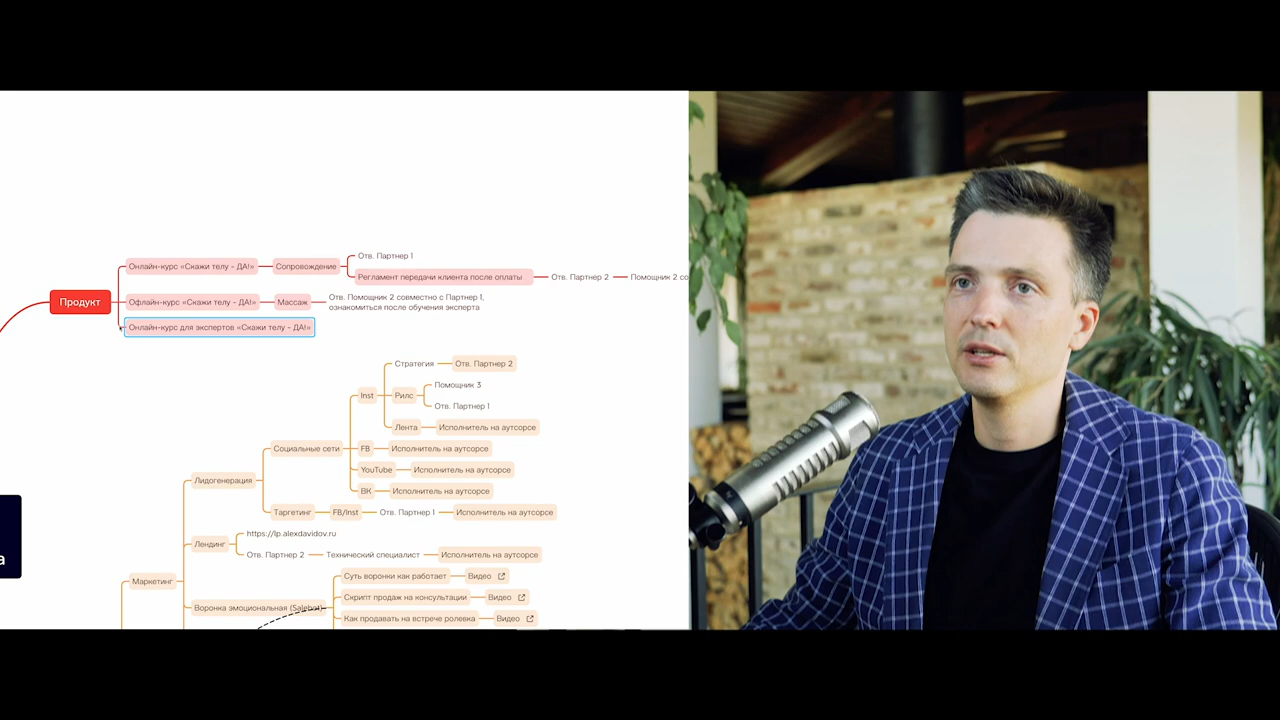 Отв. Партнер 1
Онлайн-курс «Скажи телу - ДА!»
Сопровождение
Регламент передачи клиента после оплаты
Отв. Партнер 2
Помощник 2 со
Продукт
Офлайн-курс «Скажи телу - ДА!»
Массаж
Отв. Помощник 2 совместно с Партнер 1,
ознакомиться после обучения эксперта
Онлайн-курс для экспертов «Скажи телу - ДА!»
Стратегия
Отв. Партнер 2
Inst
Рилс
Помощник 3
Отв. Партнер 1
Лента
Исполнитель на аутсорсе
Социальные сети
FB
Исполнитель на аутсорсе
YouTube
Исполнитель на аутсорсе
Лидогенерация
ВК
Исполнитель на аутсорсе
Таргетинг
FB/Inst
Отв. Партнер 1
Исполнитель на аутсорсе
https://lp.alexdavidov.ru
Лендинг
Отв. Партнер 2
Технический специалист
Исполнитель на аутсорсе
а
Маркетинг
Суть воронки как работает
Видео
Скрипт продаж на консультации
Видео
Воронка эмоциональная (Salebot)
Как продавать на встрече ролевка
Видео